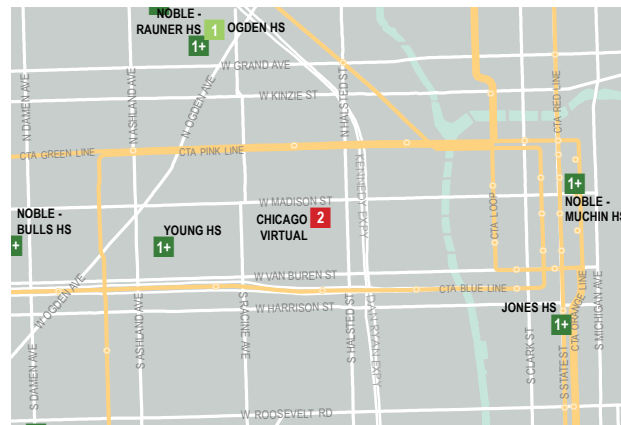 NOBLE -
RAUNER HS
1
OGDEN HS
1+
W GRAND AVE
W KINZIE ST
N DAMEN AVE
N ASHLAND AVE
N OGDEN AVE
N HALSTED ST
CTA RED LINE
CTA GREEN LINE
CTA PINK LINE
KENNEDY EXPY
W MADISON ST
CTA LOOP
1+
NOBLE -
MUCHIN HS
NOBLE -
BULLS HS
+
YOUNG HS
1+
CHICAGO
VIRTUAL
2
W VAN BUREN ST
CTA BLUE LINE
W OGDEN AVE
W HARRISON ST
JONES HS
1+
CTA ORANGE LINE
S MICHIGAN AVE
S DAMEN AVE
S ASHLAND AVE
S RACINE AVE
S HALSTED ST
DAN RYAN EXPY
S CLARK ST
S STATE ST
W ROOSEVELT RD